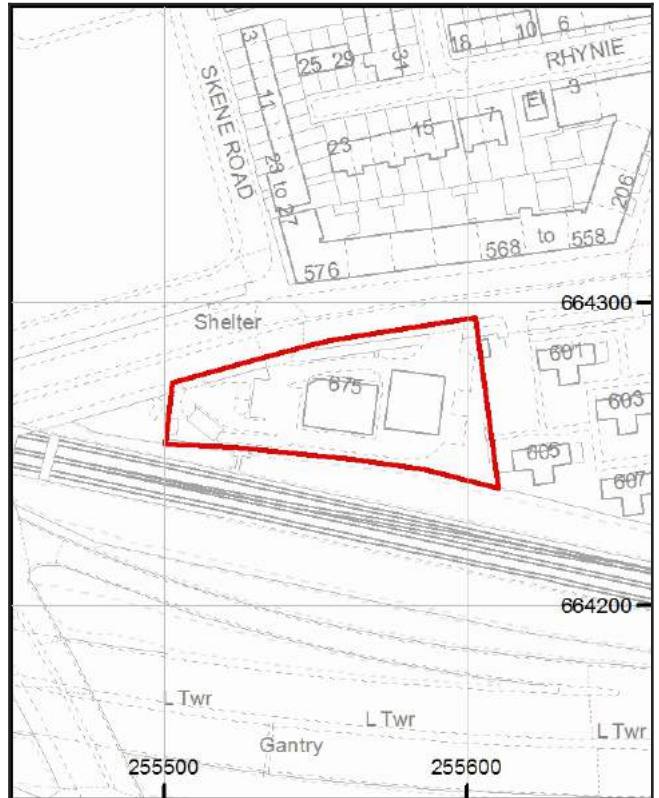 18 10 6
RHYNIE
3
25 29 34
SKENE ROAD
11
23 15 7 El 3
23 to 27
206
576 568 to 558
664300
Shelter
601
675
603
605
607
664200
L Twr
L Twr
L Twr
Gantry
255500 255600